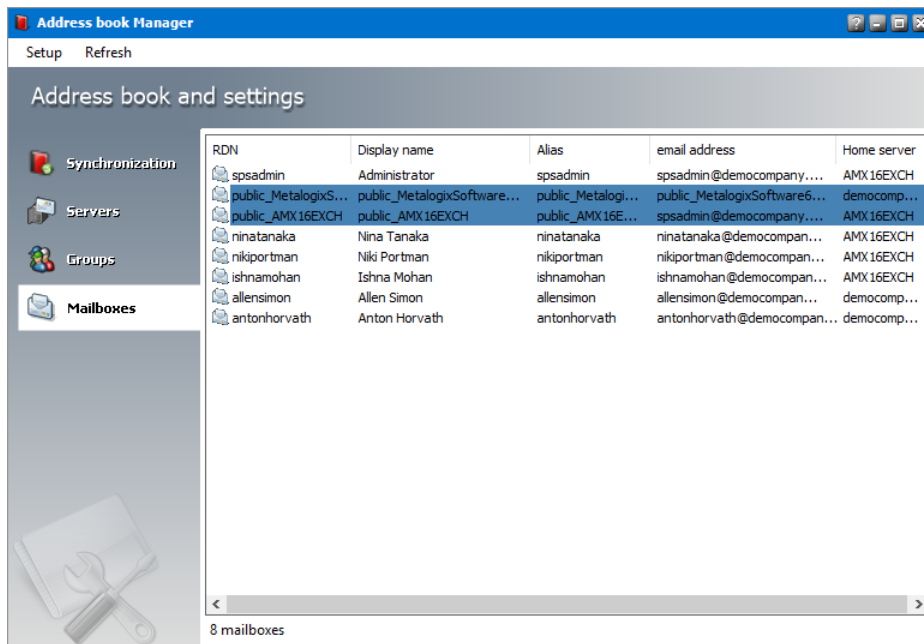 Address book Manager
Setup Refresh
Address book and settings
Synchronization
Servers
Groups
Mailboxes
RDN Display name Alias email address Home server
spsadmin Administrator spsadmin spsadmin@democompany.... AMX16EXCH
public_MetalogixS... public_MetalogixSoftware... public_Metalogi... public_MetalogixSoftware6... democomp...
public_AMX16EXCH public_AMX16EXCH public_AMX16E... spsadmin@democompany.... AMX16EXCH
ninatanaka Nina Tanaka ninatanaka ninatanaka@democompan... AMX16EXCH
nikiportman Niki Portman nikiportman nikiportman@democompan... AMX16EXCH
ishnamohan Ishna Mohan ishnamohan ishnamohan@democompan... AMX16EXCH
allensimon Allen Simon allensimon allensimon@democompan... democomp...
antonhorvath Anton Horvath antonhorvath antonhorvath@democompan... democomp...
8 mailboxes